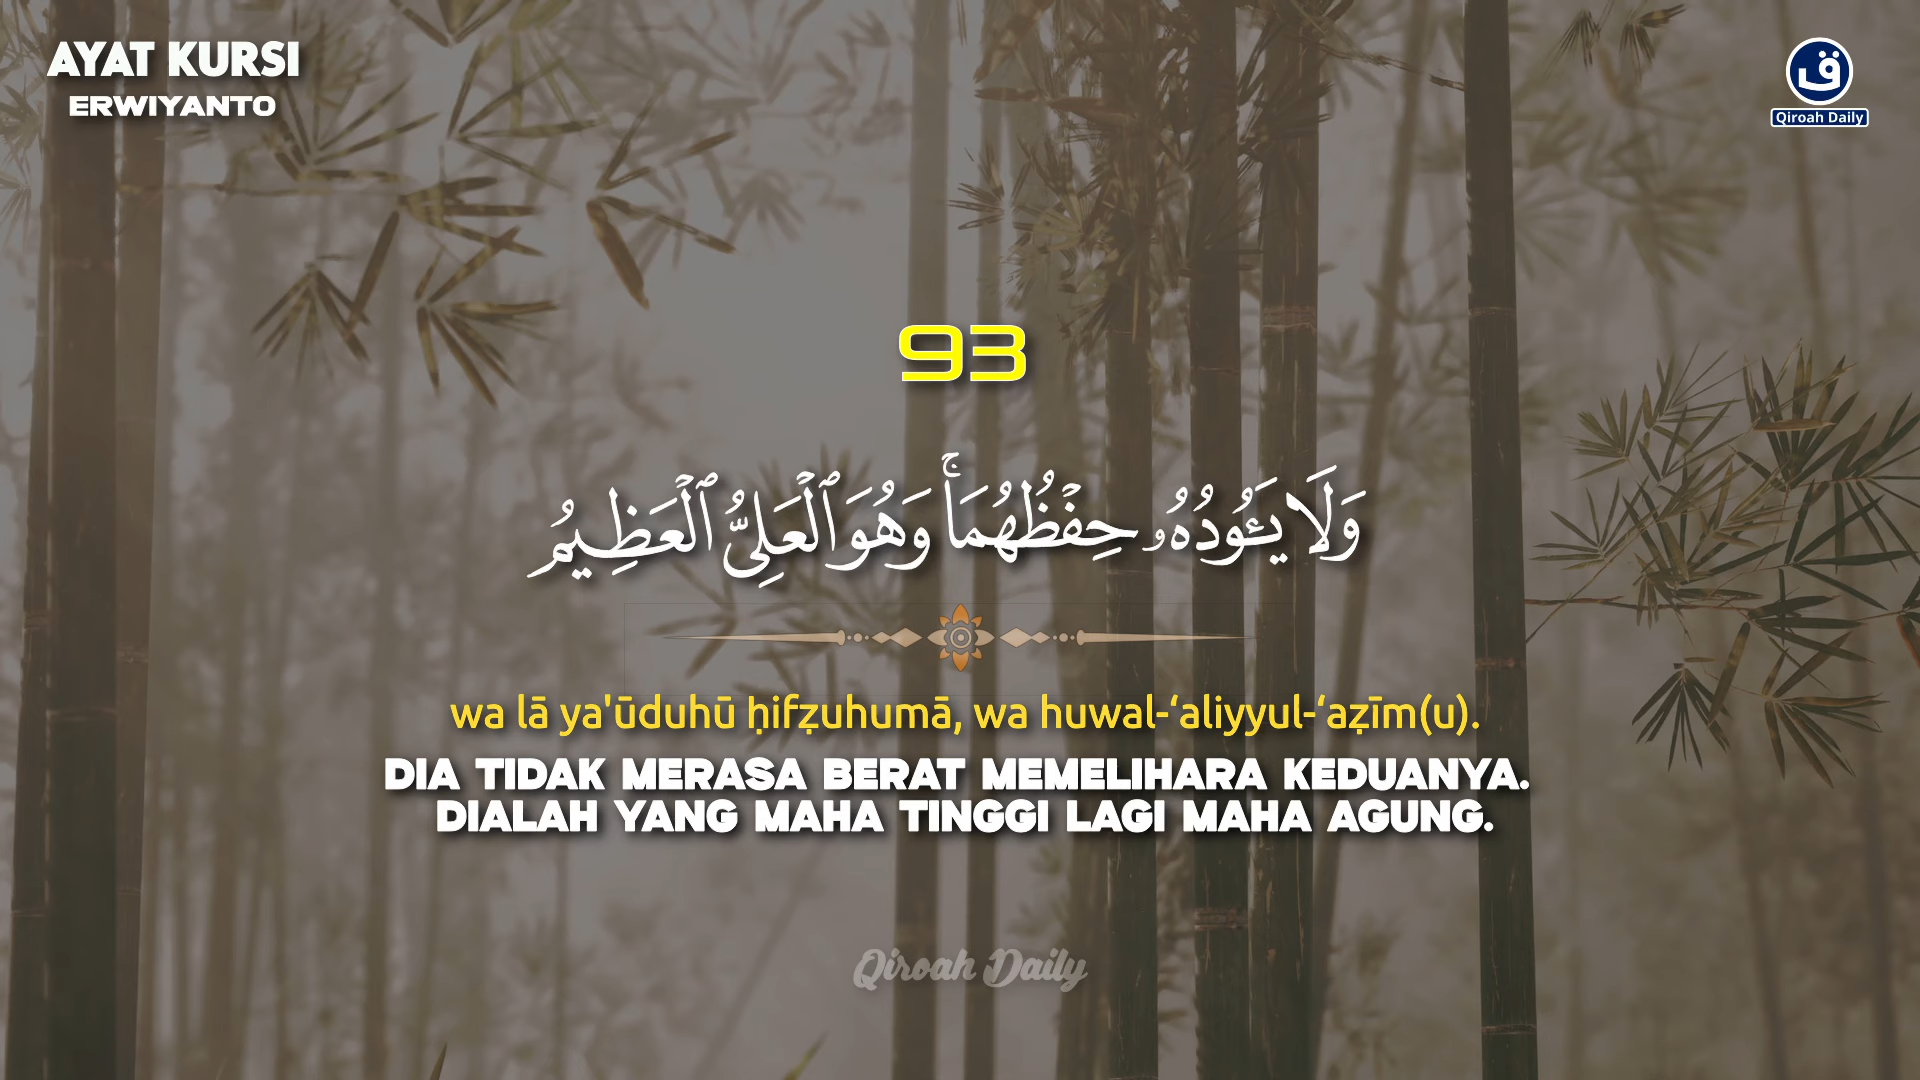 AYAT KURSI
ERWIYANTO
ق
Qiroah Daily
93
وَلَا يَـُٔودُهُۥ حِفْظُهُمَاۚ وَهُوَ ٱلْعَلِىُّ ٱلْعَظِيمُ
wa lā ya'ūduhū ḥifẓuhumā, wa huwal-‘aliyyul-‘aẓīm(u).
DIA TIDAK MERASA BERAT MEMELIHARA KEDUANYA.
DIALAH YANG MAHA TINGGI LAGI MAHA AGUNG.
Qiroah Daily